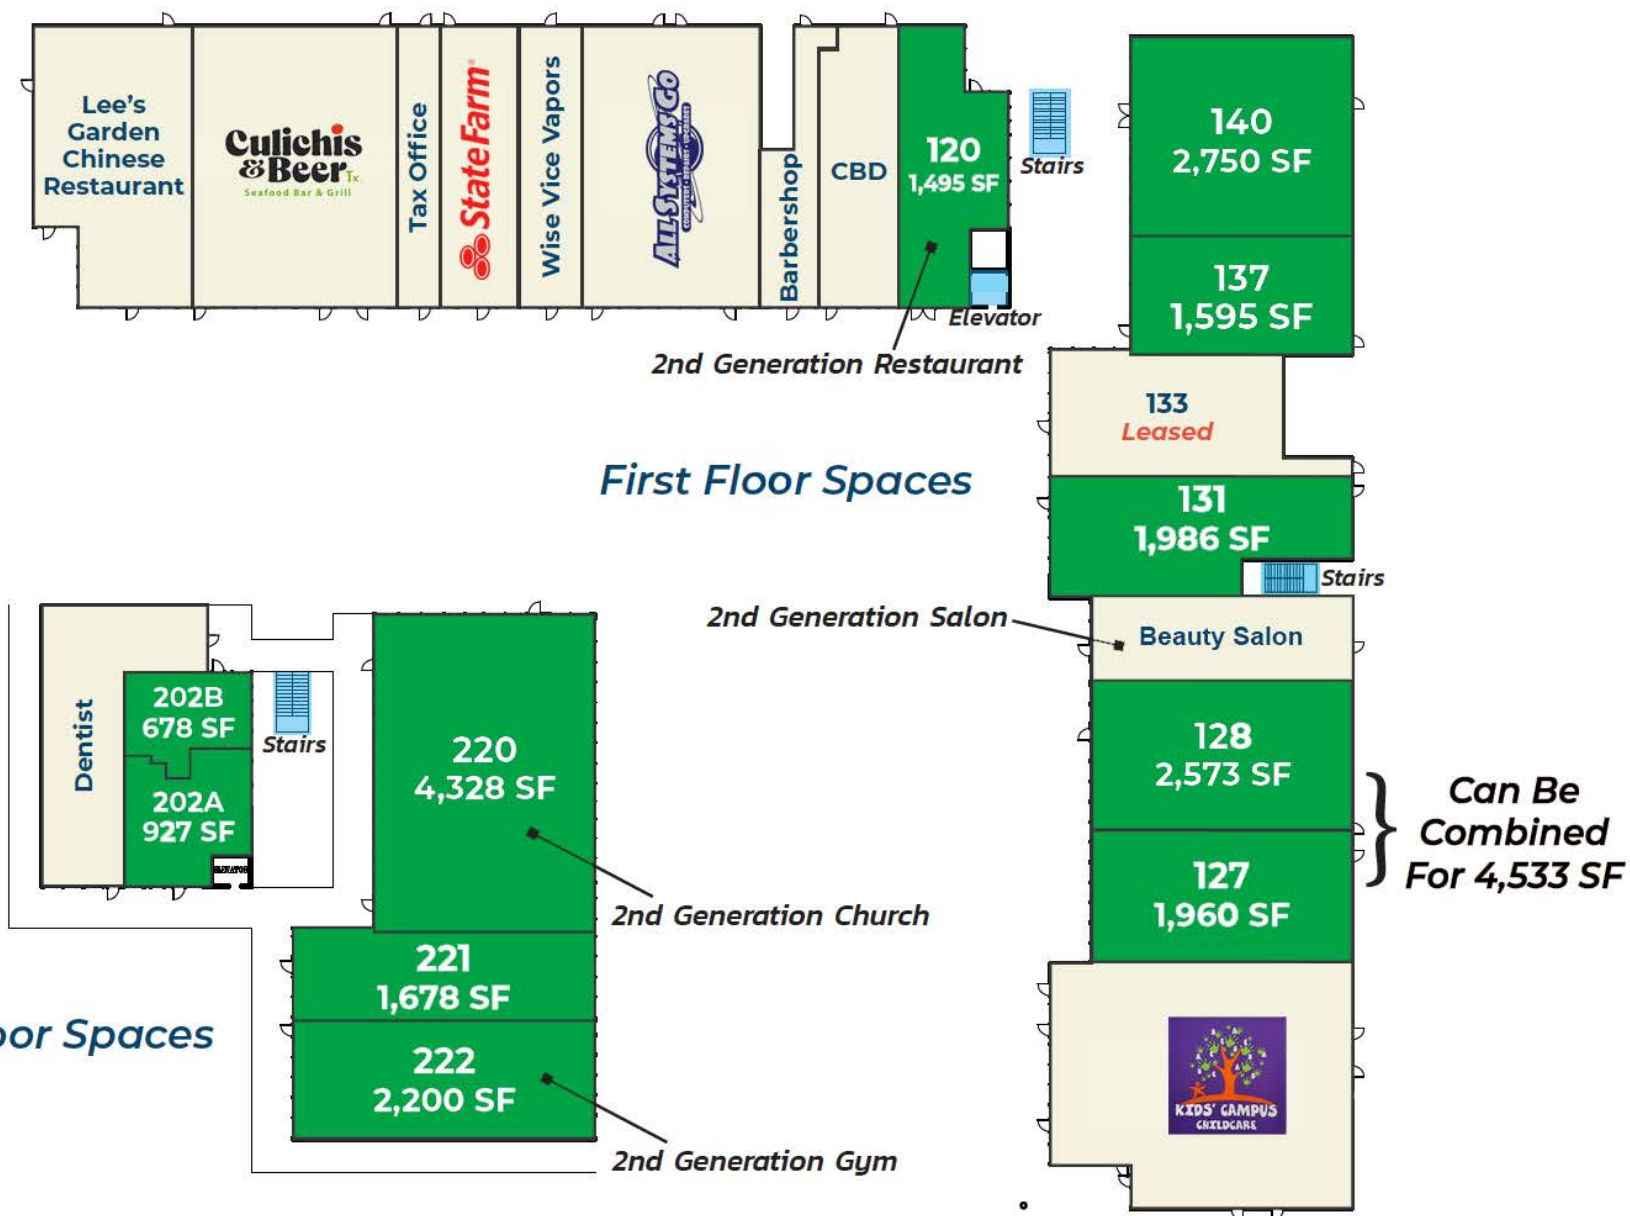 Lee's
Garden
Chinese
Restaurant
Culichis
&Beer Tx.
Seafood Bar & Grill
Tax Office
StateFarm
Wise Vice Vapors
ALL SYSTEMS GO
Barbershop
CBD
120
1,495 SF
Stairs
Elevator
2nd Generation Restaurant
140
2,750 SF
137
1,595 SF
133
Leased
First Floor Spaces
131
1,986 SF
Stairs
2nd Generation Salon
Beauty Salon
128
2,573 SF
127
1,960 SF
Can Be
Combined
For 4,533 SF
KIDS' CAMPUS
CHILDCARE
Dentist
202B
678 SF
202A
927 SF
ELEVATOR
Stairs
220
4,328 SF
2nd Generation Church
221
1,678 SF
222
2,200 SF
2nd Generation Gym
oor Spaces